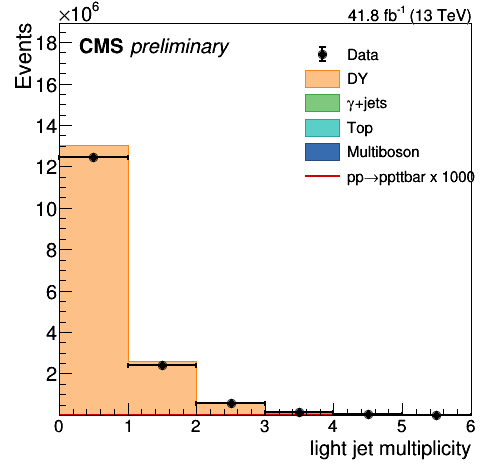 ×10⁶
41.8 fb⁻¹ (13 TeV)
CMS preliminary
Events
Data
DY
γ+jets
Top
Multiboson
pp→ppttbar x 1000
18
16
14
12
10
8
6
4
2
0 1 2 3 4 5 6
light jet multiplicity